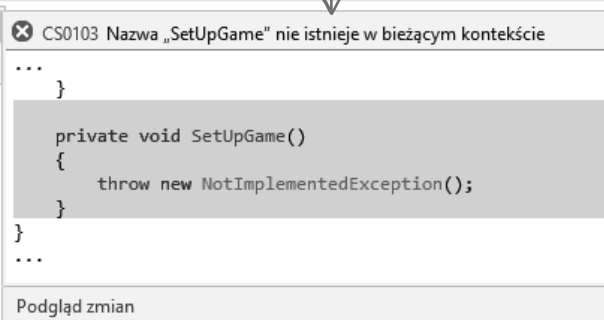 CS0103 Nazwa „SetUpGame” nie istnieje w bieżącym kontekście
...
}
private void SetUpGame()
{
throw new NotImplementedException();
}
}
...
Podgląd zmian